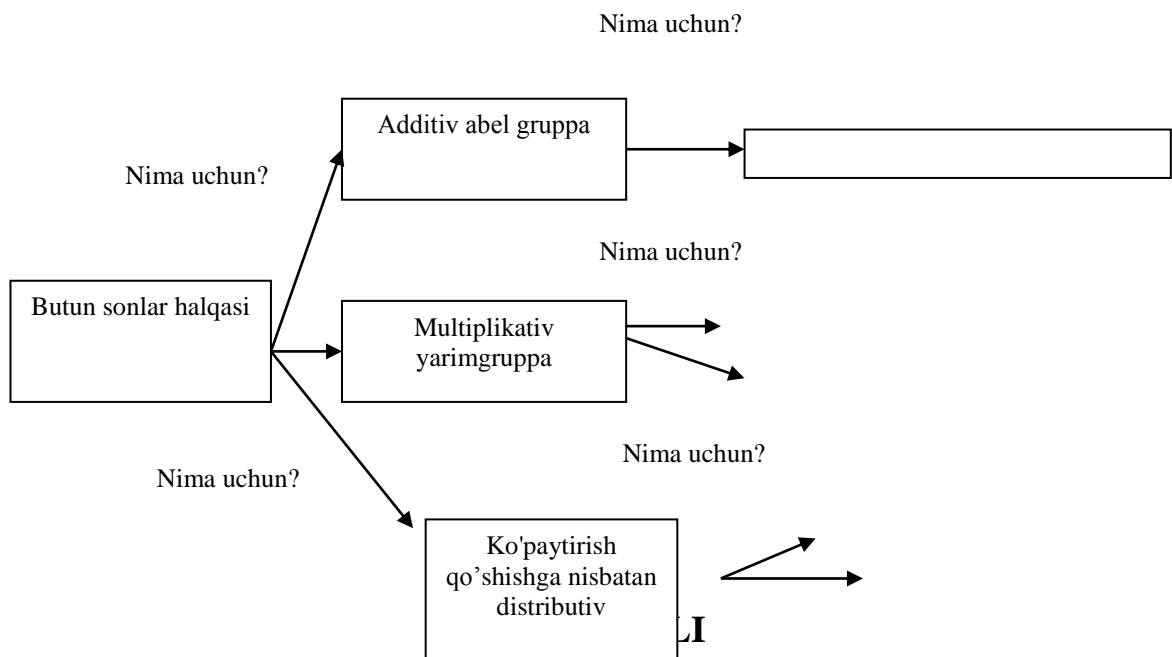 Nima uchun?
Additiv abel gruppa
Nima uchun?
Nima uchun?
Butun sonlar halqasi
Multiplikativ
yarimgruppa
Nima uchun?
Nima uchun?
Ko'paytirish
qo’shishga nisbatan
distributiv
LI